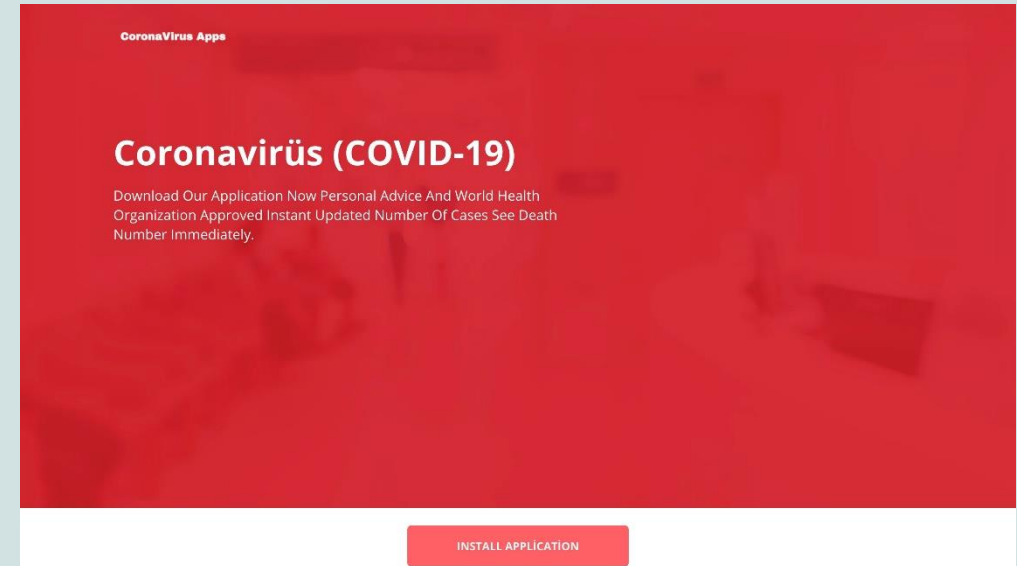 CoronaVirus Apps
Coronavirüs (COVID-19)
Download Our Application Now Personal Advice And World Health
Organization Approved Instant Updated Number Of Cases See Death
Number Immediately.
INSTALL APPLİCATİON